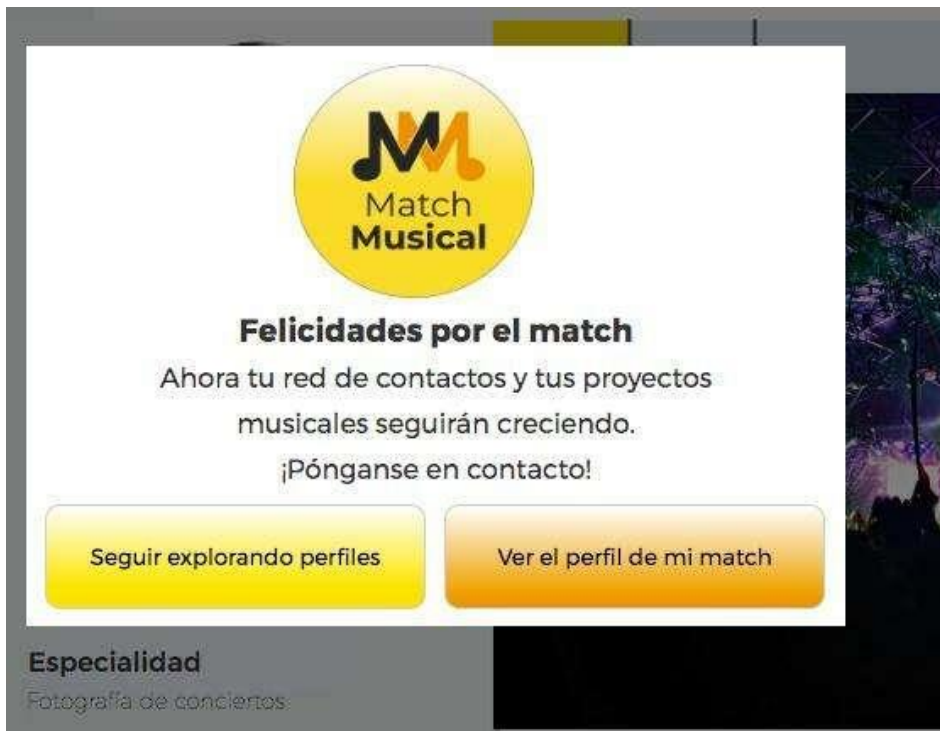 MM
Match
Musical
Felicidades por el match
Ahora tu red de contactos y tus proyectos
musicales seguirán creciendo.
¡Pónganse en contacto!
Seguir explorando perfiles
Ver el perfil de mi match
Especialidad
Fotografía de conciertos